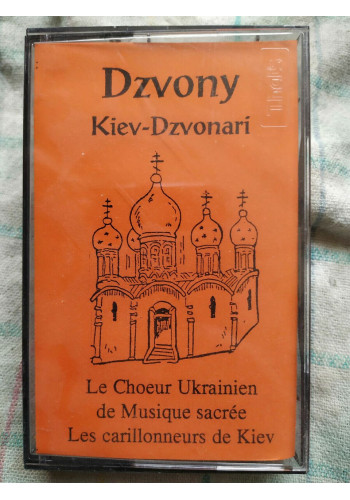 Dzvony
Kiev-Dzvonari
Le Choeur Ukrainien
de Musique sacrée
Les carillonneurs de Kiev